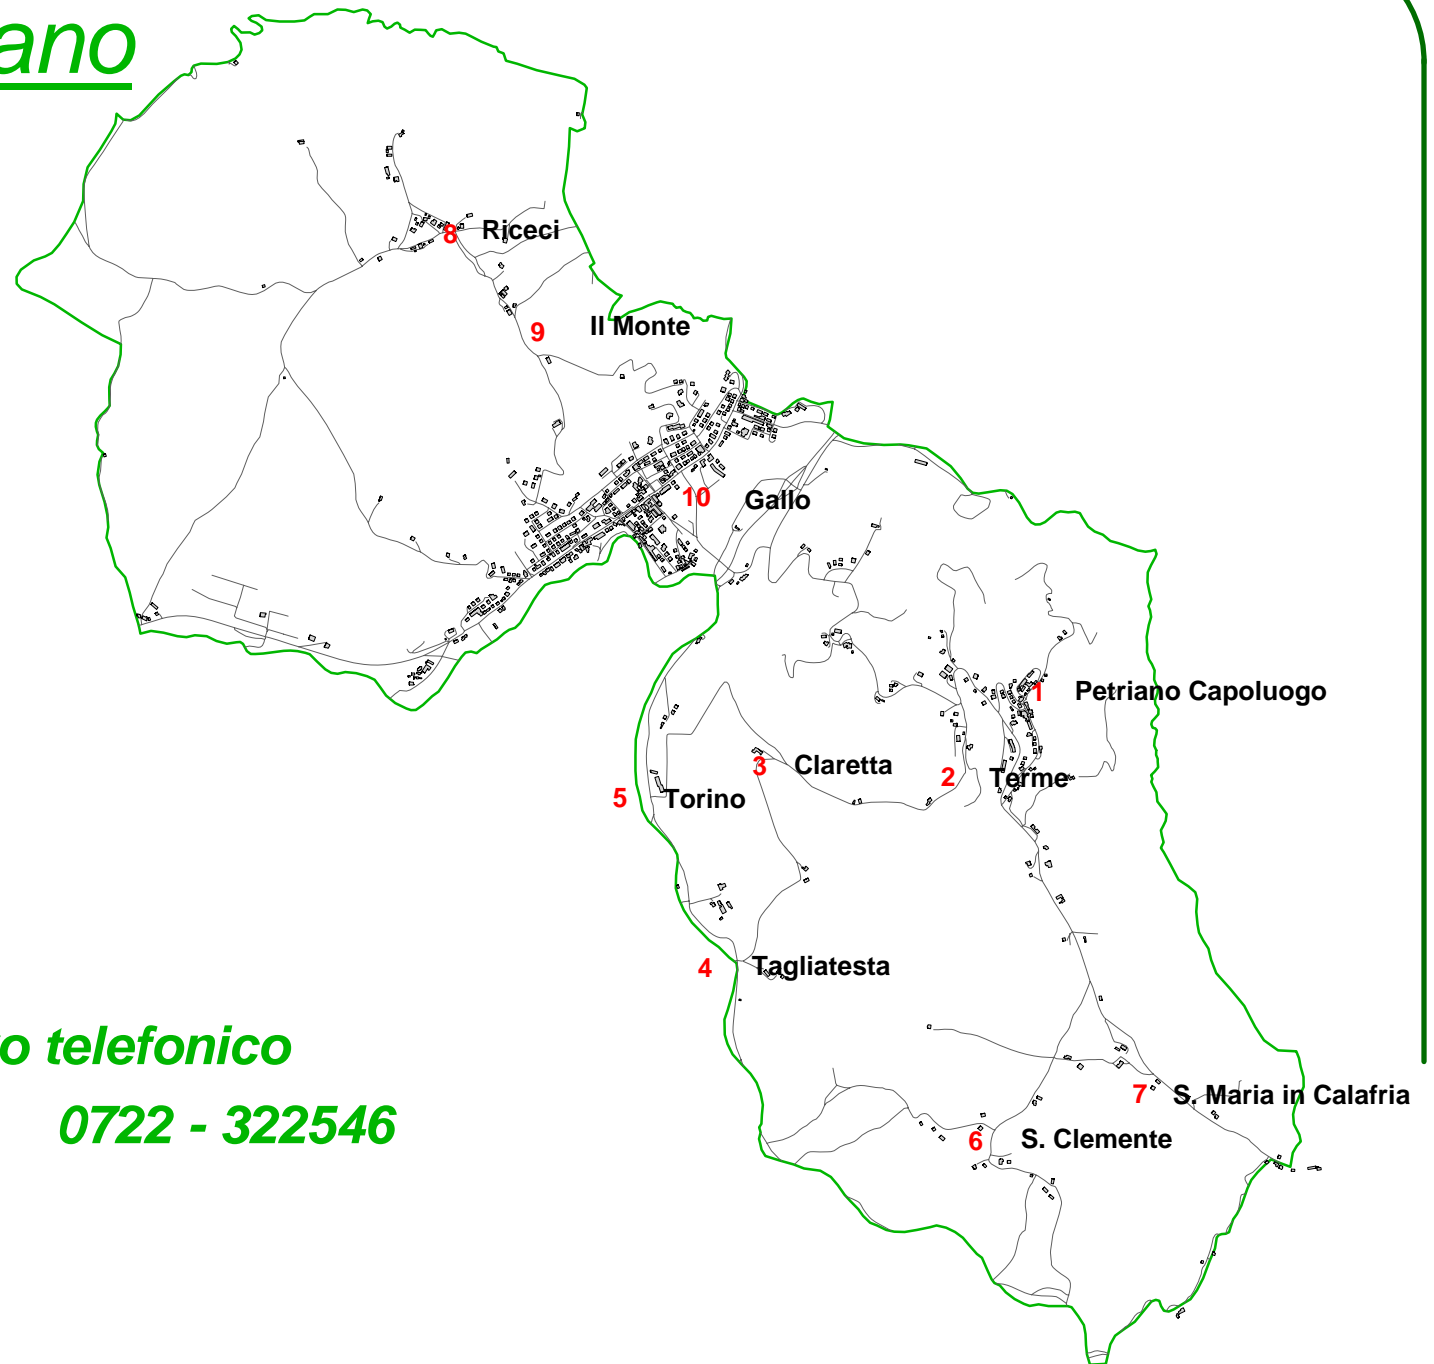 ano
8 Riceci
9 Il Monte
10 Gallo
1 Petriano Capoluogo
3 Claretta
2 Terme
5 Torino
4 Tagliatesta
o telefonico
7 S. Maria in Calafria
0722 - 322546
6 S. Clemente